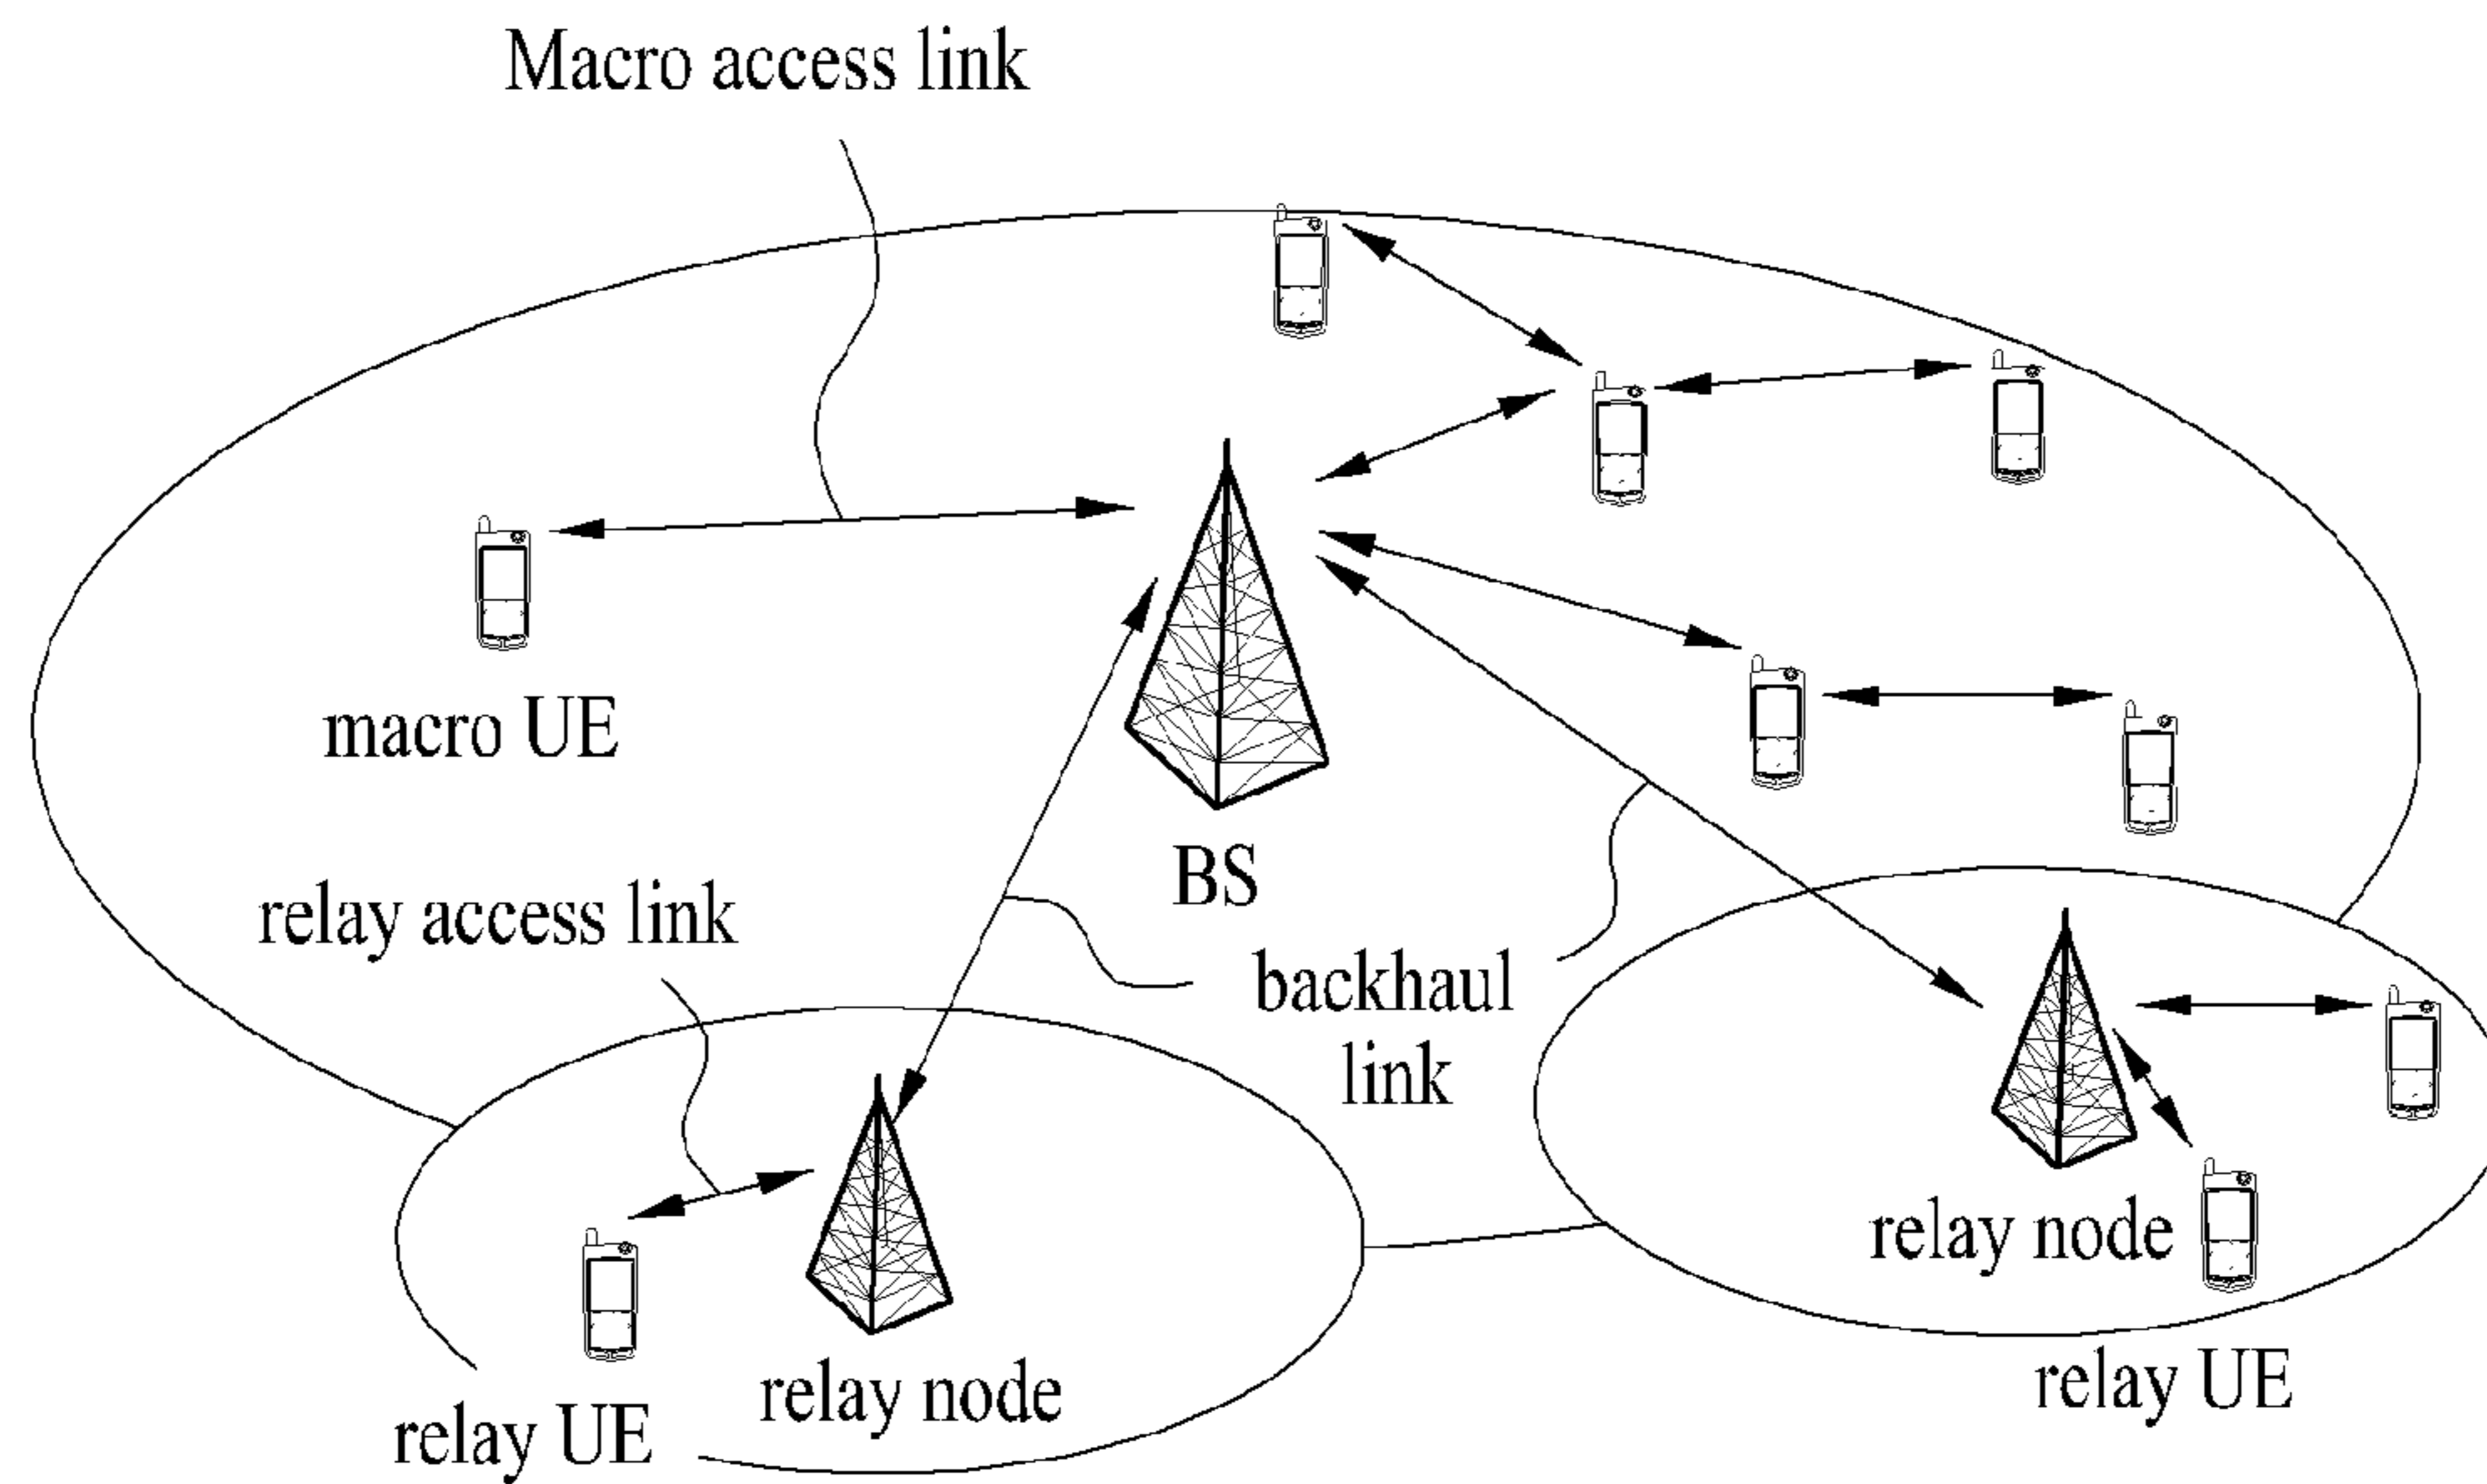 Macro access link
macro UE
BS
relay access link
backhaul
link
relay node
relay UE
relay node
relay UE